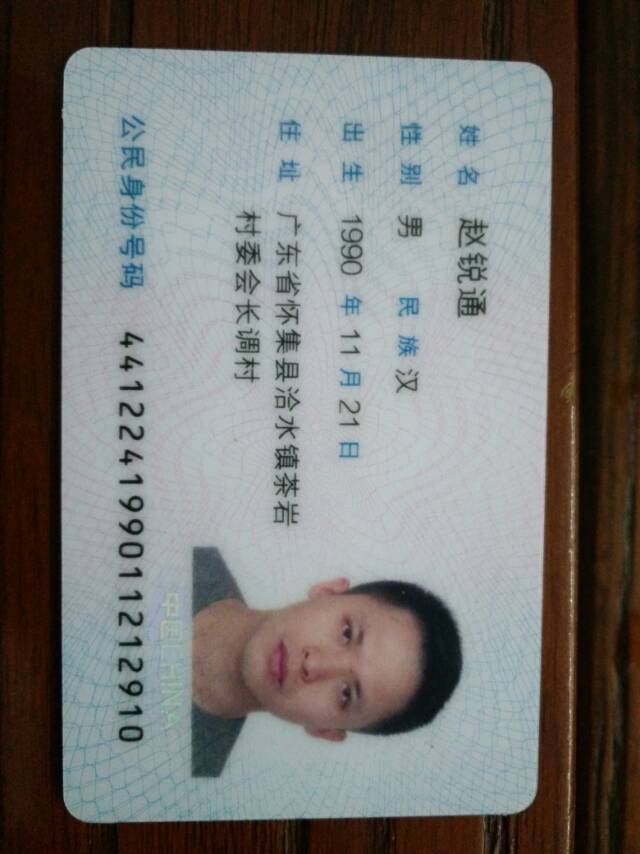 姓名 赵锐通
性别 男 民族 汉
出生 1990 年 11 月 21 日
住址 广东省怀集县洽水镇茶岩
村委会长调村
公民身份号码 441224199011212910
中国CHINA